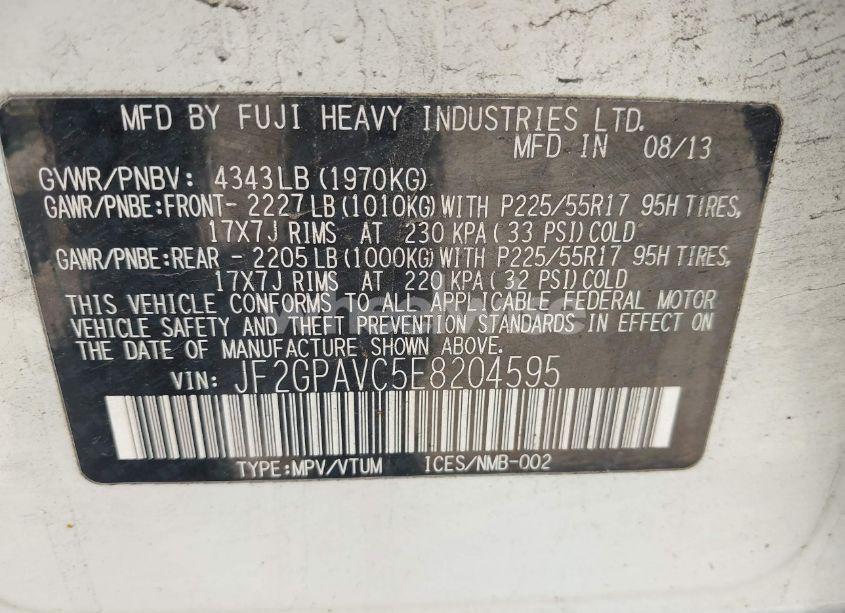 MFD BY FUJI HEAVY INDUSTRIES LTD.
MFD IN 08/13
GVWR/PNBV: 4343LB (1970KG)
GAWR/PNBE:FRONT- 2227LB (1010KG) WITH P225/55R17 95H TIRES,
17X7J RIMS AT 230 KPA (33 PSI) COLD
GAWR/PNBE:REAR - 2205LB (1000KG) WITH P225/55R17 95H TIRES,
17X7J RIMS AT 220 KPA (32 PSI) COLD
THIS VEHICLE CONFORMS TO ALL APPLICABLE FEDERAL MOTOR
VEHICLE SAFETY AND THEFT PREVENTION STANDARDS IN EFFECT ON
THE DATE OF MANUFACTURE SHOWN ABOVE.
VIN: JF2GPAVC5E8204595
TYPE:MPV/VTUM ICES/NMB-002